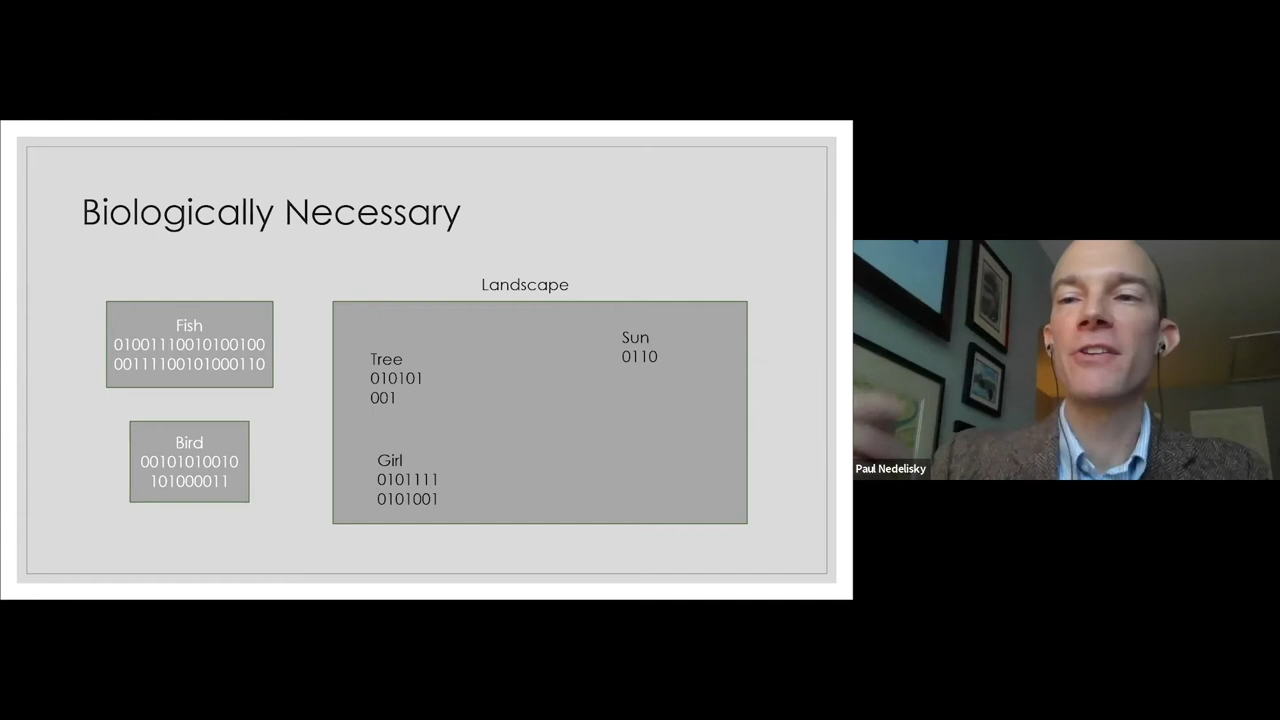 Biologically Necessary
Fish
01001110010100100
00111100101000110
Bird
00101010010
101000011
Landscape
Sun
0110
Tree
010101
001
Girl
0101111
0101001
Paul Nedelisky